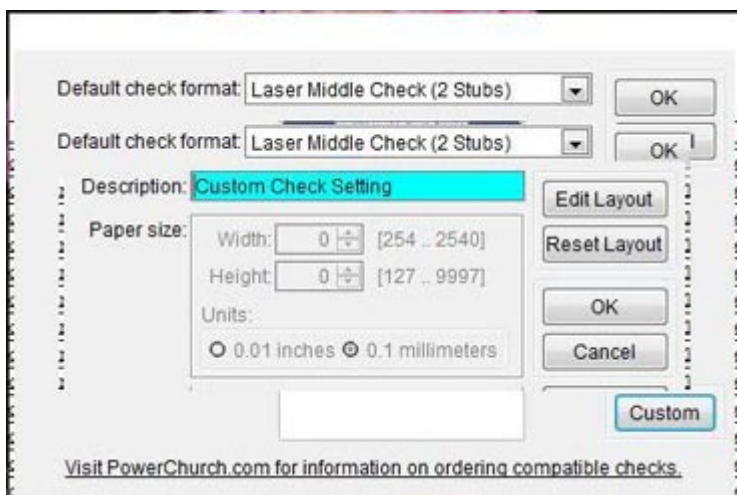 Default check format: Laser Middle Check (2 Stubs) OK
Default check format: Laser Middle Check (2 Stubs) OK
Description: Custom Check Setting Edit Layout
Paper size: Width: 0 [254 .. 2540] Reset Layout
Height: 0 [127 .. 9997]
Units: OK
0.01 inches 0.1 millimeters Cancel
Custom
Visit PowerChurch.com for information on ordering compatible checks.